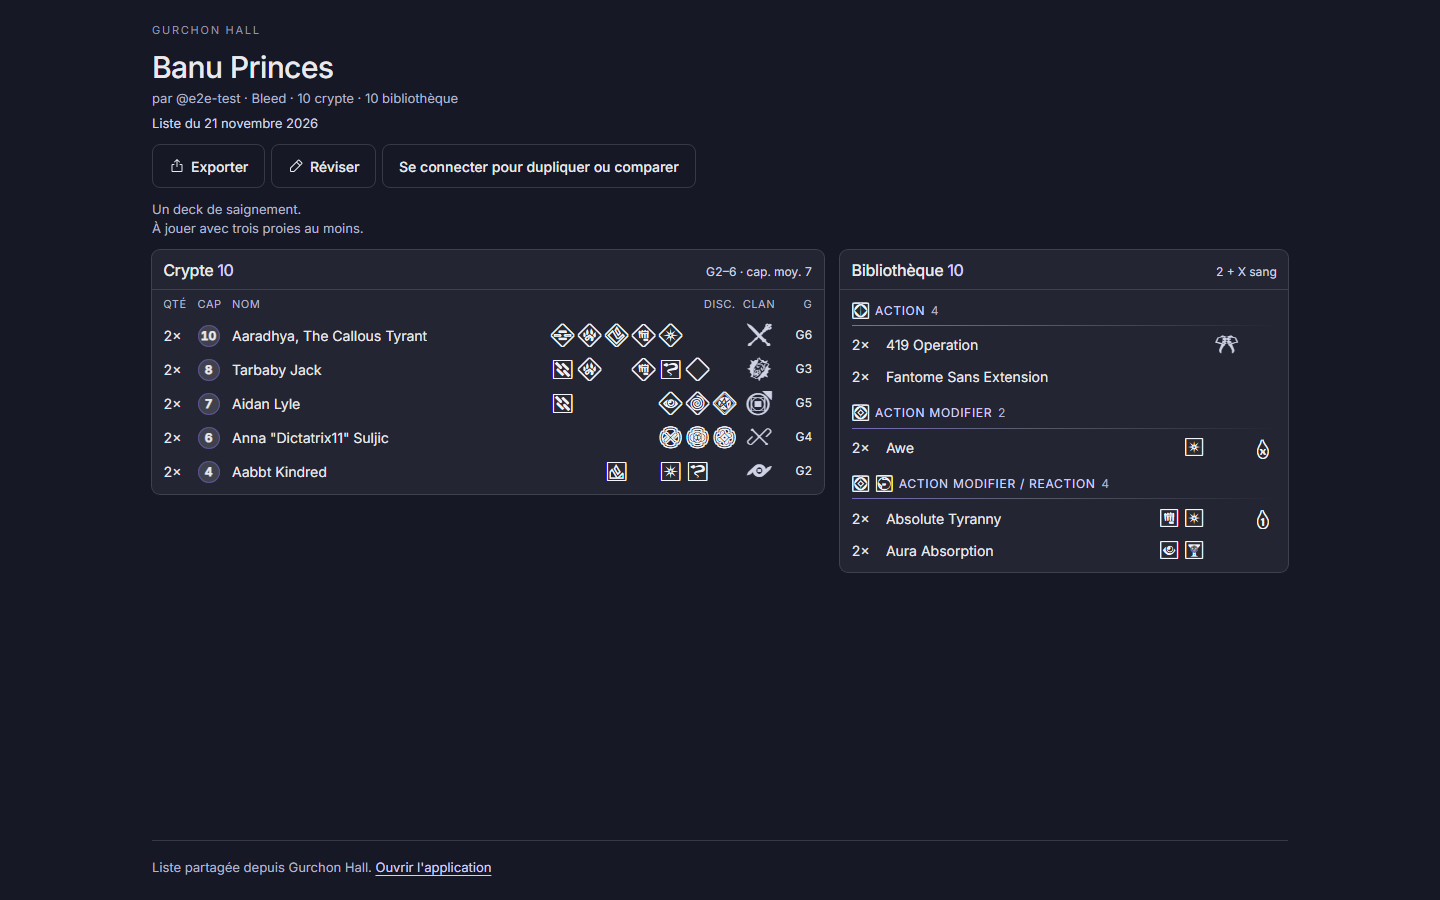 GURCHON HALL
Banu Princes
par @e2e-test · Bleed · 10 crypte · 10 bibliothèque
Liste du 21 novembre 2026
Exporter Réviser Se connecter pour dupliquer ou comparer
Un deck de saignement.
À jouer avec trois proies au moins.
Crypte 10 G2–6 · cap. moy. 7
QTÉ CAP NOM DISC. CLAN G
2× 10 Aaradhya, The Callous Tyrant G6
2× 8 Tarbaby Jack G3
2× 7 Aidan Lyle G5
2× 6 Anna "Dictatrix11" Suljic G4
2× 4 Aabbt Kindred G2
Bibliothèque 10 2 + X sang
ACTION 4
2× 419 Operation
2× Fantome Sans Extension
ACTION MODIFIER 2
2× Awe X
ACTION MODIFIER / REACTION 4
2× Absolute Tyranny 1
2× Aura Absorption
Liste partagée depuis Gurchon Hall. Ouvrir l'application